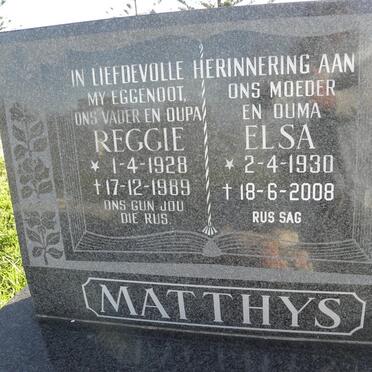 IN LIEFDEVOLLE HERINNERING AAN
MY EGGENOOT,
ONS VADER EN OUPA
REGGIE
* 1-4-1928
† 17-12-1989
ONS GUN JOU
DIE RUS
ONS MOEDER
EN OUMA
ELSA
* 2-4-1930
† 18-6-2008
RUS SAG
MATTHYS